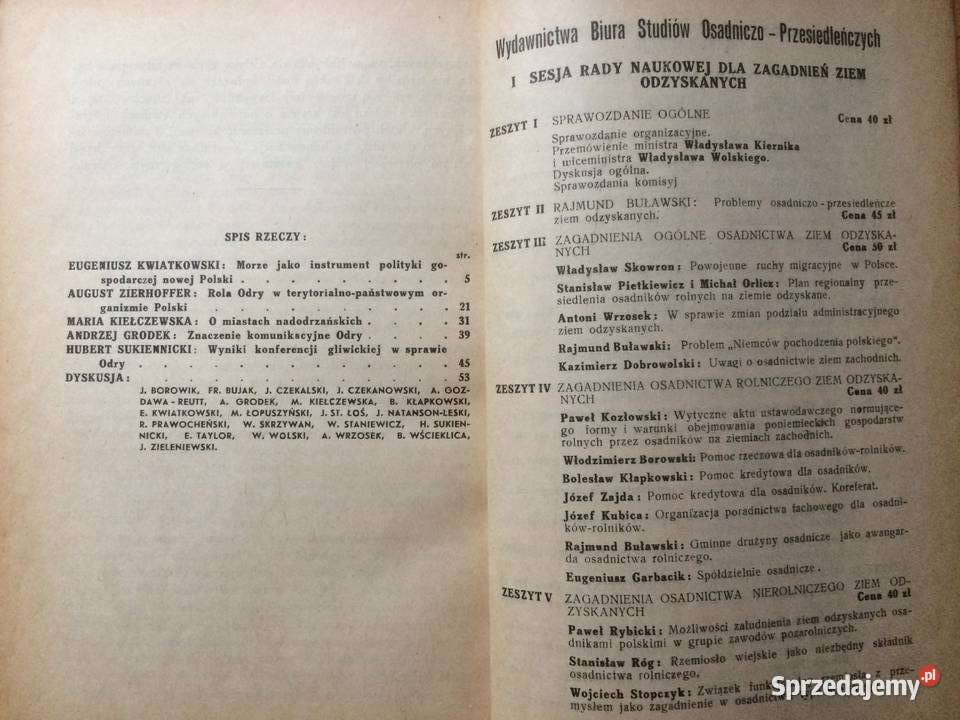 SPIS RZECZY:
str.
EUGENIUSZ KWIATKOWSKI: Morze jako instrument polityki go-
spodarczej nowej Polski . . . . . . . . 5
AUGUST ZIERHOFFER: Rola Odry w terytorialno-państwowym or-
ganizmie Polski . . . . . . . . . . 21
MARIA KIEŁCZEWSKA: O miastach nadodrzańskich . . . . 31
ANDRZEJ GRODEK: Znaczenie komunikacyjne Odry . . . . 39
HUBERT SUKIENNICKI: Wyniki konferencji gliwickiej w sprawie
Odry . . . . . . . . . . . . 45
DYSKUSJA: . . . . . . . . . . . 53
J. BOROWIK, FR. BUJAK, J. CZEKALSKI, J. CZEKANOWSKI, A. GOZ-
DAWA-REUTT, A. GRODEK, M. KIEŁCZEWSKA, B. KŁAPKOWSKI,
E. KWIATKOWSKI, M. ŁOPUSZYŃSKI, J. ST. ŁOŚ, J. NATANSON-LESKI,
R. PRAWOCHEŃSKI, W. SKRZYWAN, W. STANIEWICZ, H. SUKIEN-
NICKI, E. TAYLOR, W. WOLSKI, A. WRZOSEK, B. WŚCIEKLICA,
J. ZIELENIEWSKI.
Wydawnictwa Biura Studiów Osadniczo - Przesiedleńczych
I SESJA RADY NAUKOWEJ DLA ZAGADNIEŃ ZIEM
ODZYSKANYCH
ZESZYT I SPRAWOZDANIE OGÓLNE Cena 40 zł
Sprawozdanie organizacyjne.
Przemówienie ministra Władysława Kiernika
i wiceministra Władysława Wolskiego.
Dyskusja ogólna.
Sprawozdania komisyj
ZESZYT II RAJMUND BUŁAWSKI: Problemy osadniczo-przesiedleńcze
ziem odzyskanych. Cena 45 zł
ZESZYT III ZAGADNIENIA OGÓLNE OSADNICTWA ZIEM ODZYSKA-
NYCH Cena 50 zł
Władysław Skowron: Powojenne ruchy migracyjne w Polsce.
Stanisław Pietkiewicz i Michał Orlicz: Plan regionalny prze-
siedlenia osadników rolnych na ziemie odzyskane.
Antoni Wrzosek: W sprawie zmian podziału administracyjnego
ziem odzyskanych.
Rajmund Buławski: Problem „Niemców pochodzenia polskiego".
Kazimierz Dobrowolski: Uwagi o osadnictwie ziem zachodnich.
ZESZYT IV ZAGADNIENIA OSADNICTWA ROLNICZEGO ZIEM ODZYSKA-
NYCH Cena 40 zł
Paweł Kozłowski: Wytyczne aktu ustawodawczego normujące-
go formy i warunki obejmowania poniemieckich gospodarstw
rolnych przez osadników na ziemiach zachodnich.
Włodzimierz Borowski: Pomoc rzeczowa dla osadników-rolników.
Bolesław Kłapkowski: Pomoc kredytowa dla osadników.
Józef Zajda: Pomoc kredytowa dla osadników. Koreferat.
Józef Kubica: Organizacja poradnictwa fachowego dla osadni-
ków-rolników.
Rajmund Buławski: Gminne drużyny osadnicze jako awangar-
da osadnictwa rolniczego.
Eugeniusz Garbacik: Spółdzielnie osadnicze.
ZESZYT V ZAGADNIENIA OSADNICTWA NIEROLNICZEGO ZIEM OD-
ZYSKANYCH Cena 40 zł
Paweł Rybicki: Możliwości zaludnienia ziem odzyskanych osa-
dnikami polskimi w grupie zawodów pozarolniczych.
Stanisław Róg: Rzemiosło wiejskie jako niezbędny składnik
osadnictwa rolniczego.
Wojciech Stopczyk: Związek z prze-
mysłem jako zagadnienie w
Sprzedajemy.pl